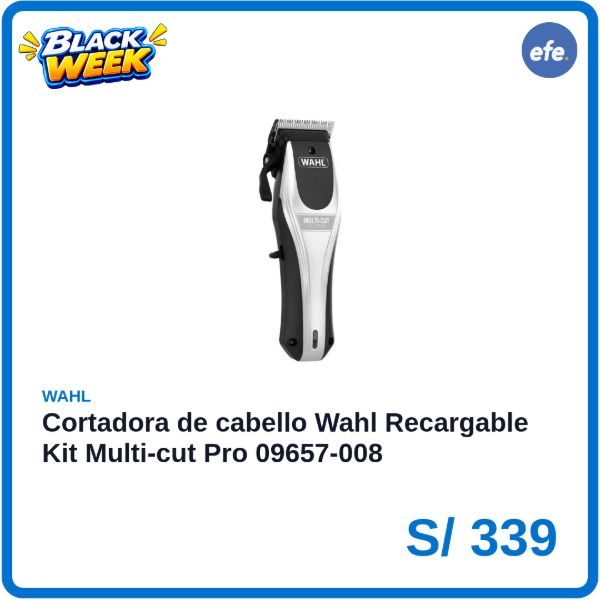 BLACK
WEEK
efe.
WAHL
MULTI-CUT
WAHL
Cortadora de cabello Wahl Recargable
Kit Multi-cut Pro 09657-008
S/ 339